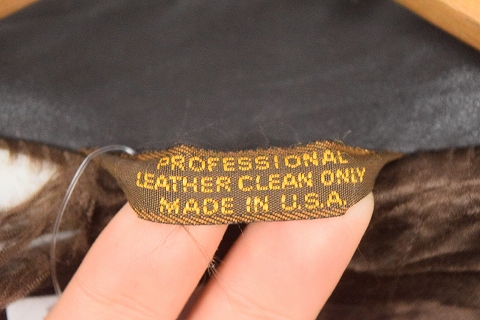 PROFESSIONAL
LEATHER CLEAN ONLY
MADE IN U.S.A.